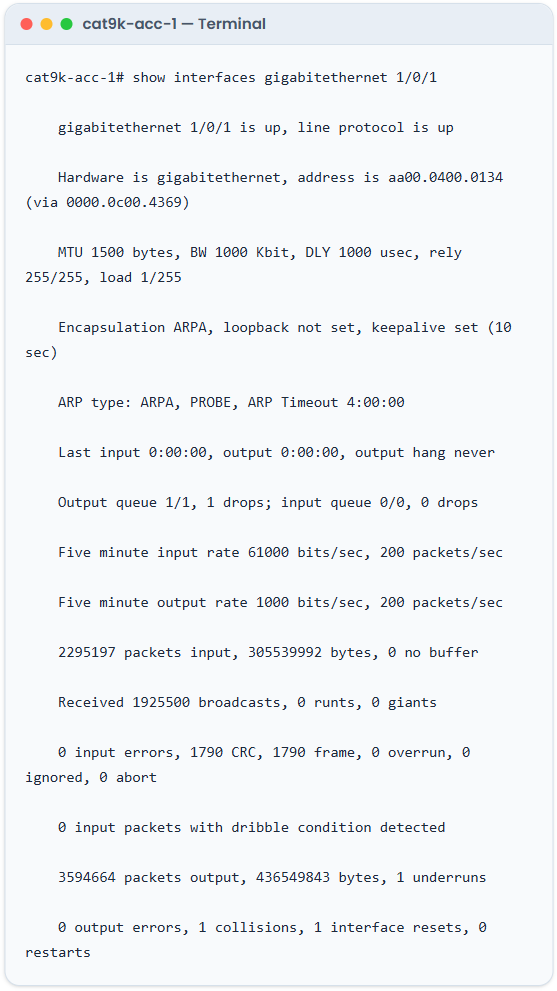 cat9k-acc-1 — Terminal
cat9k-acc-1# show interfaces gigabitethernet 1/0/1
gigabitethernet 1/0/1 is up, line protocol is up
Hardware is gigabitethernet, address is aa00.0400.0134
(via 0000.0c00.4369)
MTU 1500 bytes, BW 1000 Kbit, DLY 1000 usec, rely
255/255, load 1/255
Encapsulation ARPA, loopback not set, keepalive set (10
sec)
ARP type: ARPA, PROBE, ARP Timeout 4:00:00
Last input 0:00:00, output 0:00:00, output hang never
Output queue 1/1, 1 drops; input queue 0/0, 0 drops
Five minute input rate 61000 bits/sec, 200 packets/sec
Five minute output rate 1000 bits/sec, 200 packets/sec
2295197 packets input, 305539992 bytes, 0 no buffer
Received 1925500 broadcasts, 0 runts, 0 giants
0 input errors, 1790 CRC, 1790 frame, 0 overrun, 0
ignored, 0 abort
0 input packets with dribble condition detected
3594664 packets output, 436549843 bytes, 1 underruns
0 output errors, 1 collisions, 1 interface resets, 0
restarts